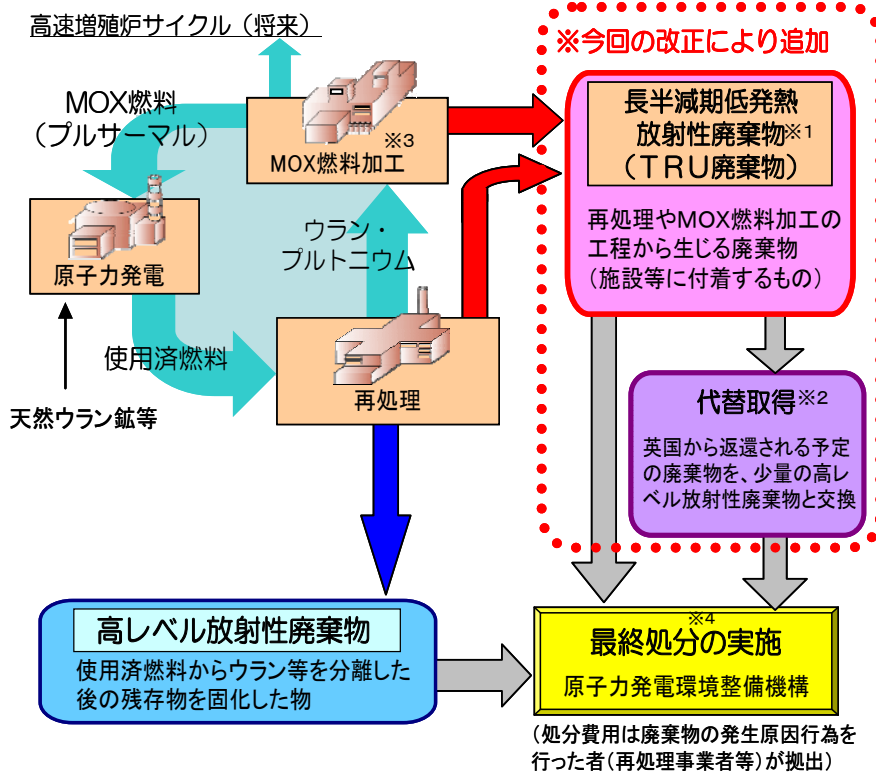 高速増殖炉サイクル（将来）
※今回の改正により追加
MOX燃料
（プルサーマル）
※3
MOX燃料加工
長半減期低発熱
放射性廃棄物※1
（ＴＲＵ廃棄物）
再処理やMOX燃料加工の
工程から生じる廃棄物
（施設等に付着するもの）
原子力発電
ウラン・
プルトニウム
使用済燃料
再処理
天然ウラン鉱等
代替取得※2
英国から返還される予定
の廃棄物を、少量の高レ
ベル放射性廃棄物と交換
高レベル放射性廃棄物
使用済燃料からウラン等を分離した
後の残存物を固化した物
※4
最終処分の実施
原子力発電環境整備機構
（処分費用は廃棄物の発生原因行為を
行った者（再処理事業者等）が拠出）